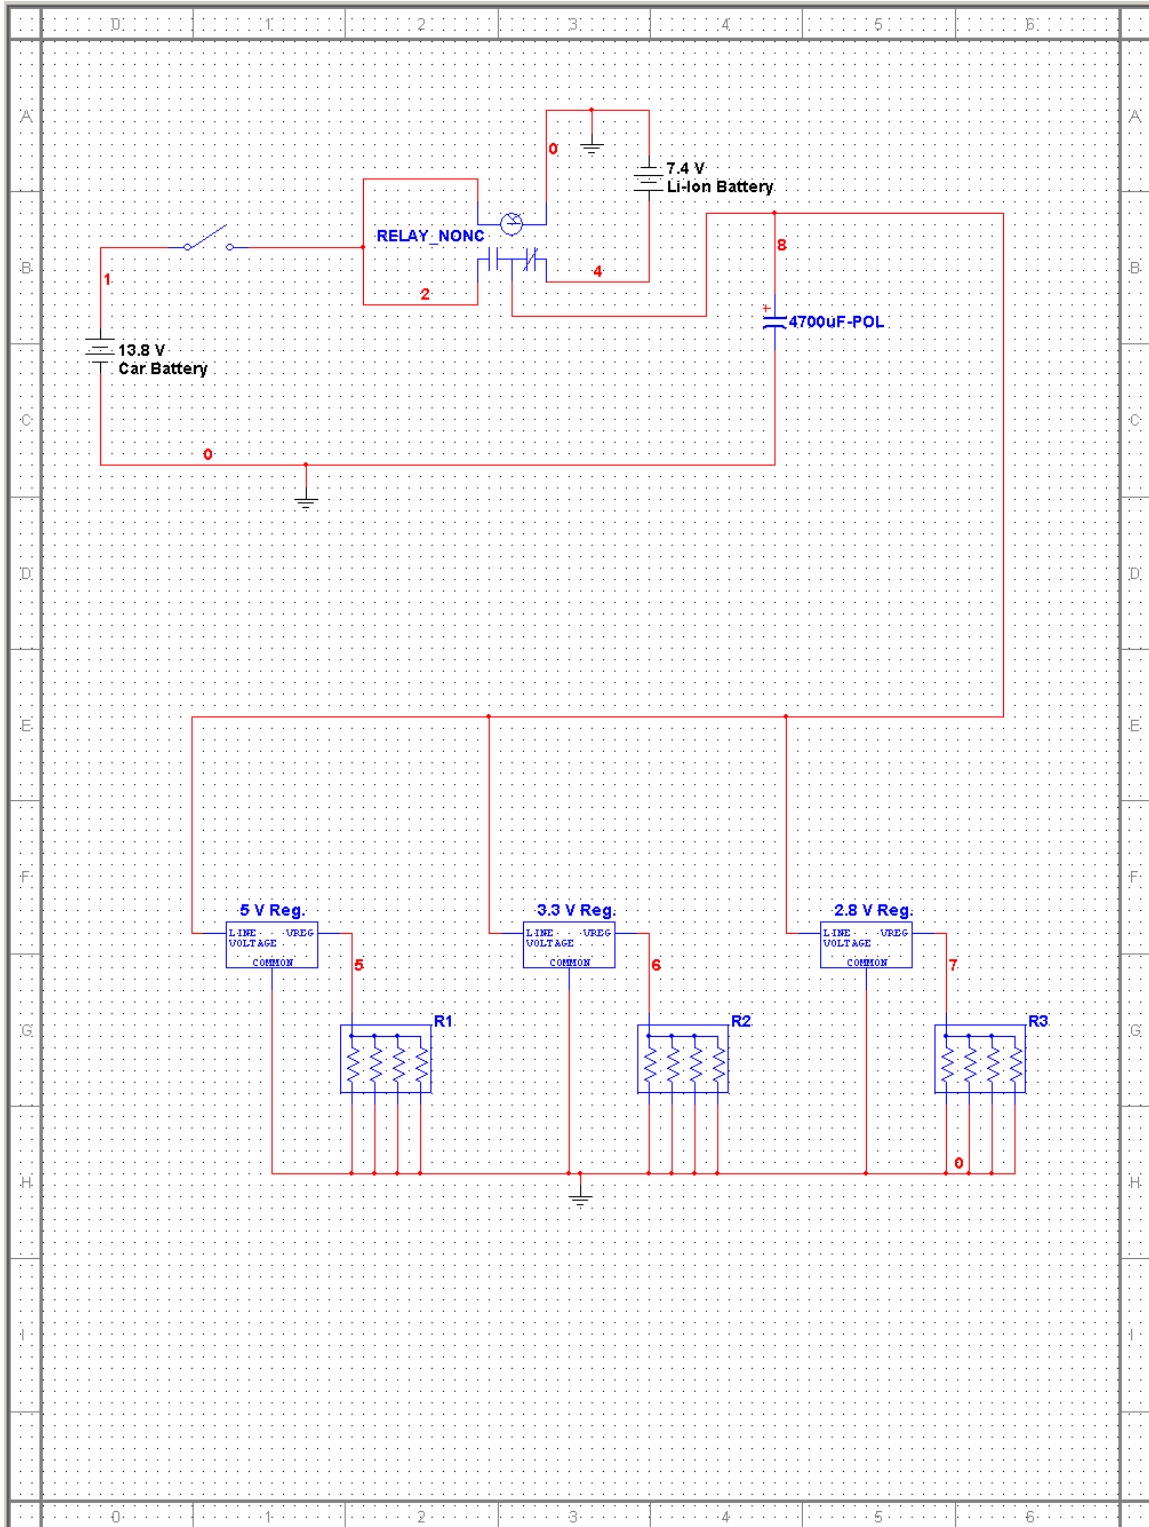 0 1 2 3 4 5 6
A A
0
7.4 V
Li-Ion Battery
RELAY_NONC
8
B B
4
1
2
+
4700uF-POL
13.8 V
Car Battery
C C
0
D D
E E
F F
5 V Reg. 3.3 V Reg. 2.8 V Reg.
LINE VREG LINE VREG LINE VREG
VOLTAGE VOLTAGE VOLTAGE
COMMON COMMON COMMON
5 6 7
R1 R2 R3
G G
0
H H
I I
0 1 2 3 4 5 6